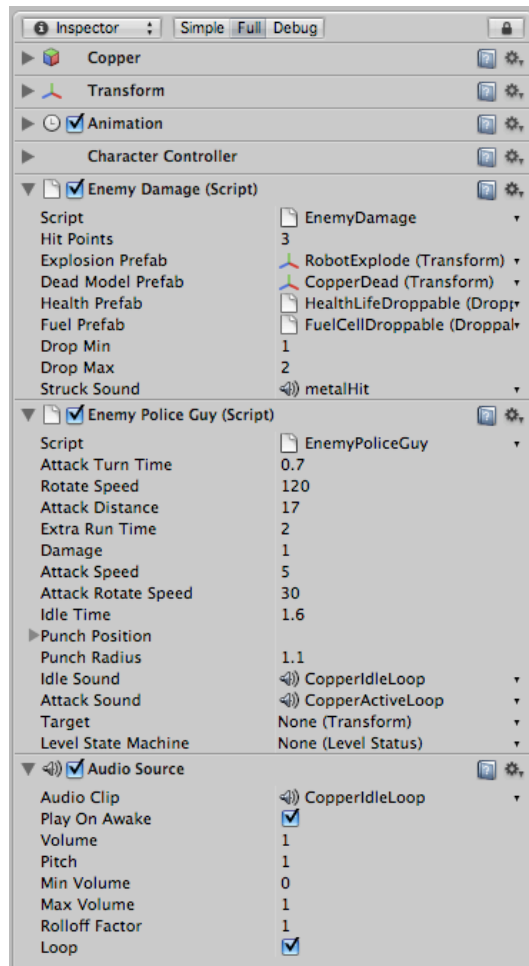 Inspector Simple Full Debug
Copper
Transform
Animation
Character Controller
Enemy Damage (Script)
Script EnemyDamage
Hit Points 3
Explosion Prefab RobotExplode (Transform)
Dead Model Prefab CopperDead (Transform)
Health Prefab HealthLifeDroppable (Dropp
Fuel Prefab FuelCellDroppable (Droppal
Drop Min 1
Drop Max 2
Struck Sound metalHit
Enemy Police Guy (Script)
Script EnemyPoliceGuy
Attack Turn Time 0.7
Rotate Speed 120
Attack Distance 17
Extra Run Time 2
Damage 1
Attack Speed 5
Attack Rotate Speed 30
Idle Time 1.6
Punch Position
Punch Radius 1.1
Idle Sound CopperIdleLoop
Attack Sound CopperActiveLoop
Target None (Transform)
Level State Machine None (Level Status)
Audio Source
Audio Clip CopperIdleLoop
Play On Awake
Volume 1
Pitch 1
Min Volume 0
Max Volume 1
Rolloff Factor 1
Loop